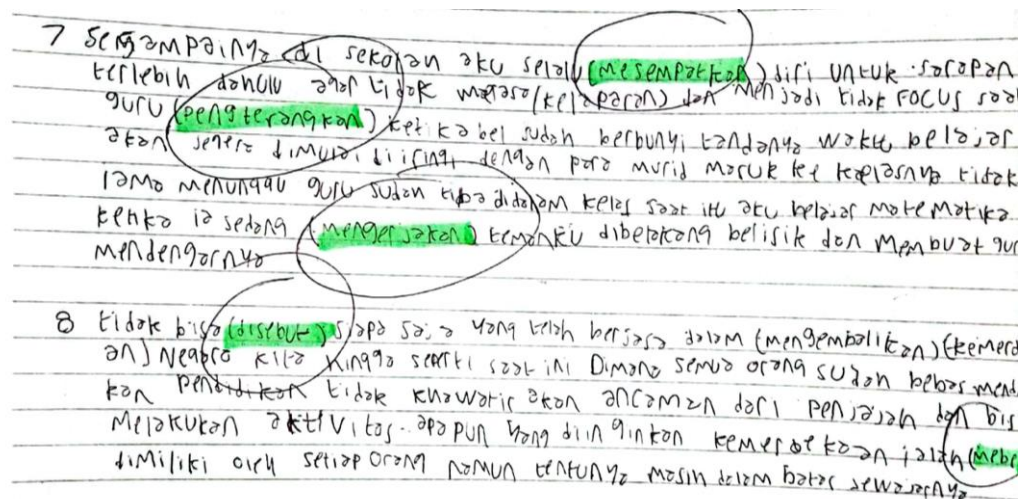 7 Sesampainya di sekolah aku selalu (mesempatkan) diri untuk sarapan
terlebih dahulu agar tidak merasa (kelaparan) dan menjadi tidak FOCUS saat
guru (pengterangkan) ketika bel sudah berbunyi tandanya waktu belajar
akan segera dimulai diiringi dengan para murid masuk ke kelasnya tidak
lama menunggu guru sudah tiba didalam kelas saat itu aku belajar matematika
ketika ia sedang (mengerjakan) temanku dibelakang belisik dan membuat gur
mendengarnya
8 tidak bisa (disebut) siapa saja yang telah berjasa dalam (mengembalikan) (kemerd
an) Negara kita hingga seperti saat ini Dimana semua orang sudah bebas mend
kan pendidikan tidak khawatir akan ancaman dari penjajah dan bis
Melakukan aktivitas apapun yang diinginkan kemerdekaan ialah (mebe
dimiliki oleh setiap orang namun tentunya masih dalam batas sewajarnya